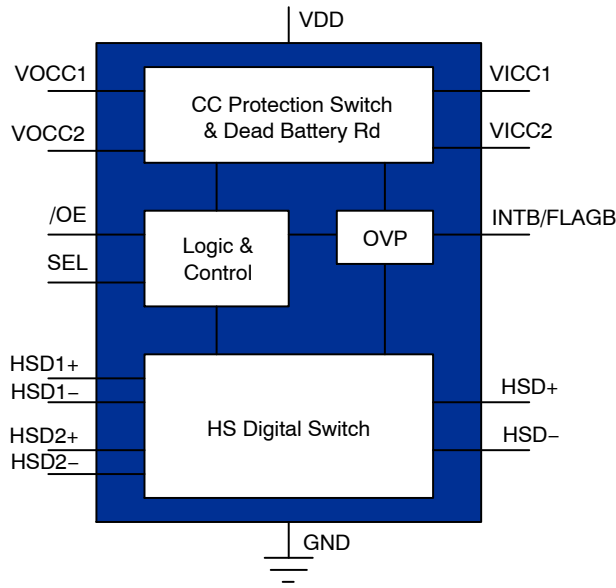 VDD
VOCC1
VICC1
CC Protection Switch
& Dead Battery Rd
VOCC2
VICC2
/OE
INTB/FLAGB
Logic &
Control
OVP
SEL
HSD1+
HSD1−
HSD+
HS Digital Switch
HSD2+
HSD−
HSD2−
GND